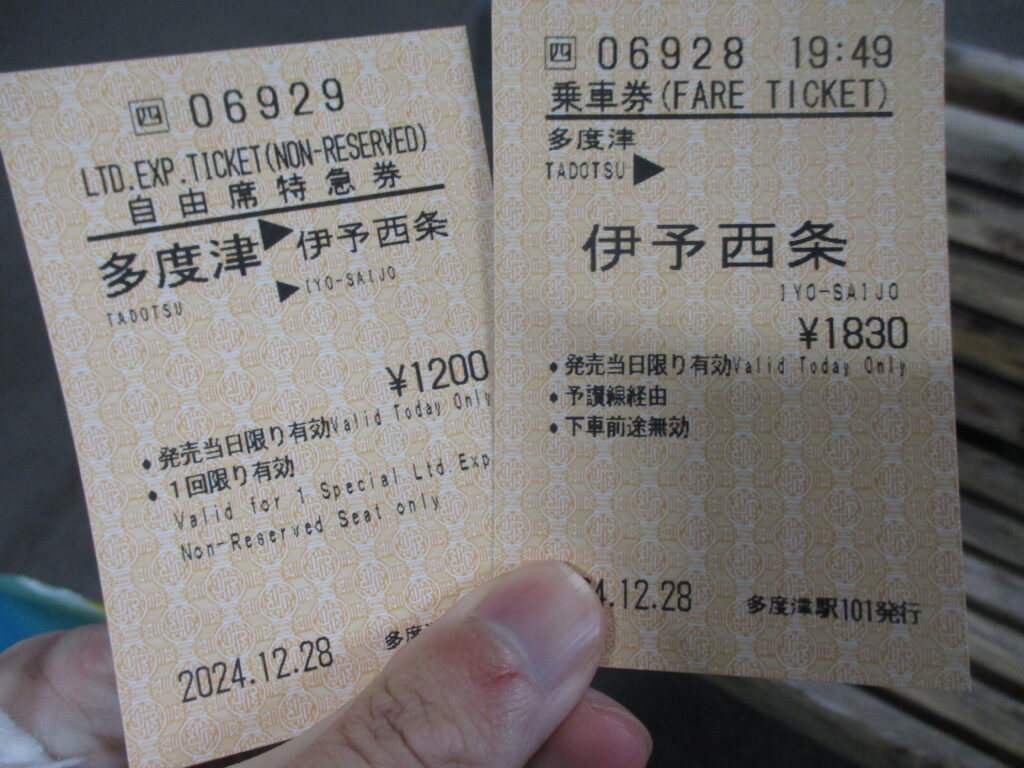 四 06929
LTD.EXP.TICKET(NON-RESERVED)
自由席特急券
多度津▶伊予西条
TADOTSU ▶IYO-SAIJO
¥1200
●発売当日限り有効Valid Today Only
●1回限り有効
Valid for 1 Special Ltd.Exp
Non-Reserved Seat only
2024.12.28 多度
四 06928 19:49
乗車券(FARE TICKET)
多度津
TADOTSU▶
伊予西条
IYO-SAIJO
¥1830
●発売当日限り有効Valid Today Only
●予讃線経由
●下車前途無効
4.12.28 多度津駅101発行